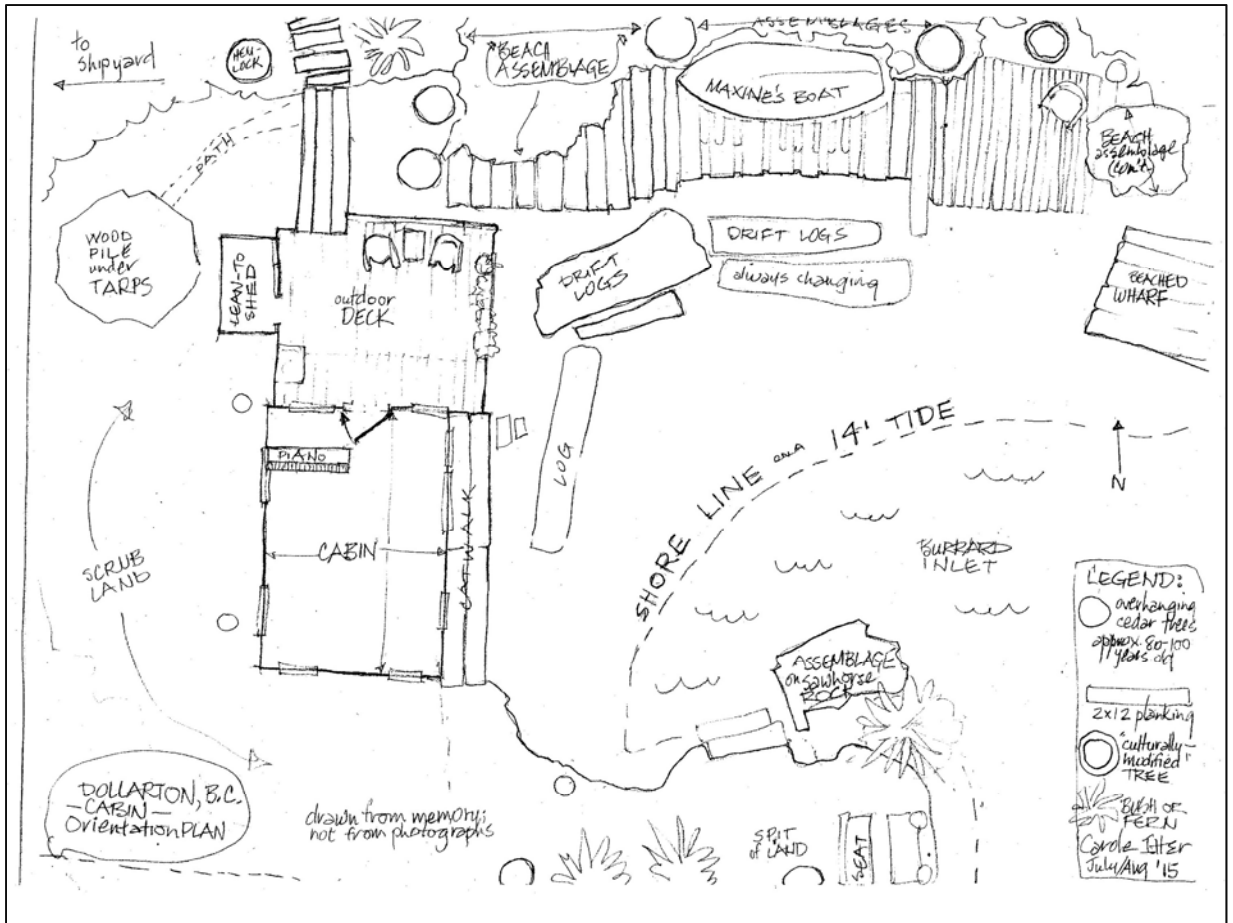 to
shipyard
HEM-
LOCK
BEACH
ASSEMBLAGE
ASSEMBLAGES
MAXINE'S BOAT
BEACH
assemblage
(con't.)
PATH
WOOD
PILE
under
TARPS
LEAN-TO
SHED
outdoor
DECK
DRIFT
LOGS
DRIFT LOGS
always changing
BEACHED
WHARF
PIANO
CABIN
CATWALK
LOG
SHORE LINE on a 14' TIDE
N
BURRARD
INLET
SCRUB
LAND
ASSEMBLAGE
on sawhorse
ROCK
DOLLARTON, B.C.
—CABIN—
Orientation PLAN
drawn from memory;
not from photographs
SPIT
of LAND
SEAT
LEGEND:
overhanging
cedar trees
approx. 80-100
years old
2x12 planking
"culturally-
modified"
TREE
BUSH OR
FERN
Carole Itter
July/Aug '15